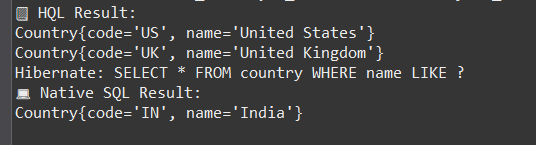 HQL Result:
Country{code='US', name='United States'}
Country{code='UK', name='United Kingdom'}
Hibernate: SELECT * FROM country WHERE name LIKE ?
Native SQL Result:
Country{code='IN', name='India'}